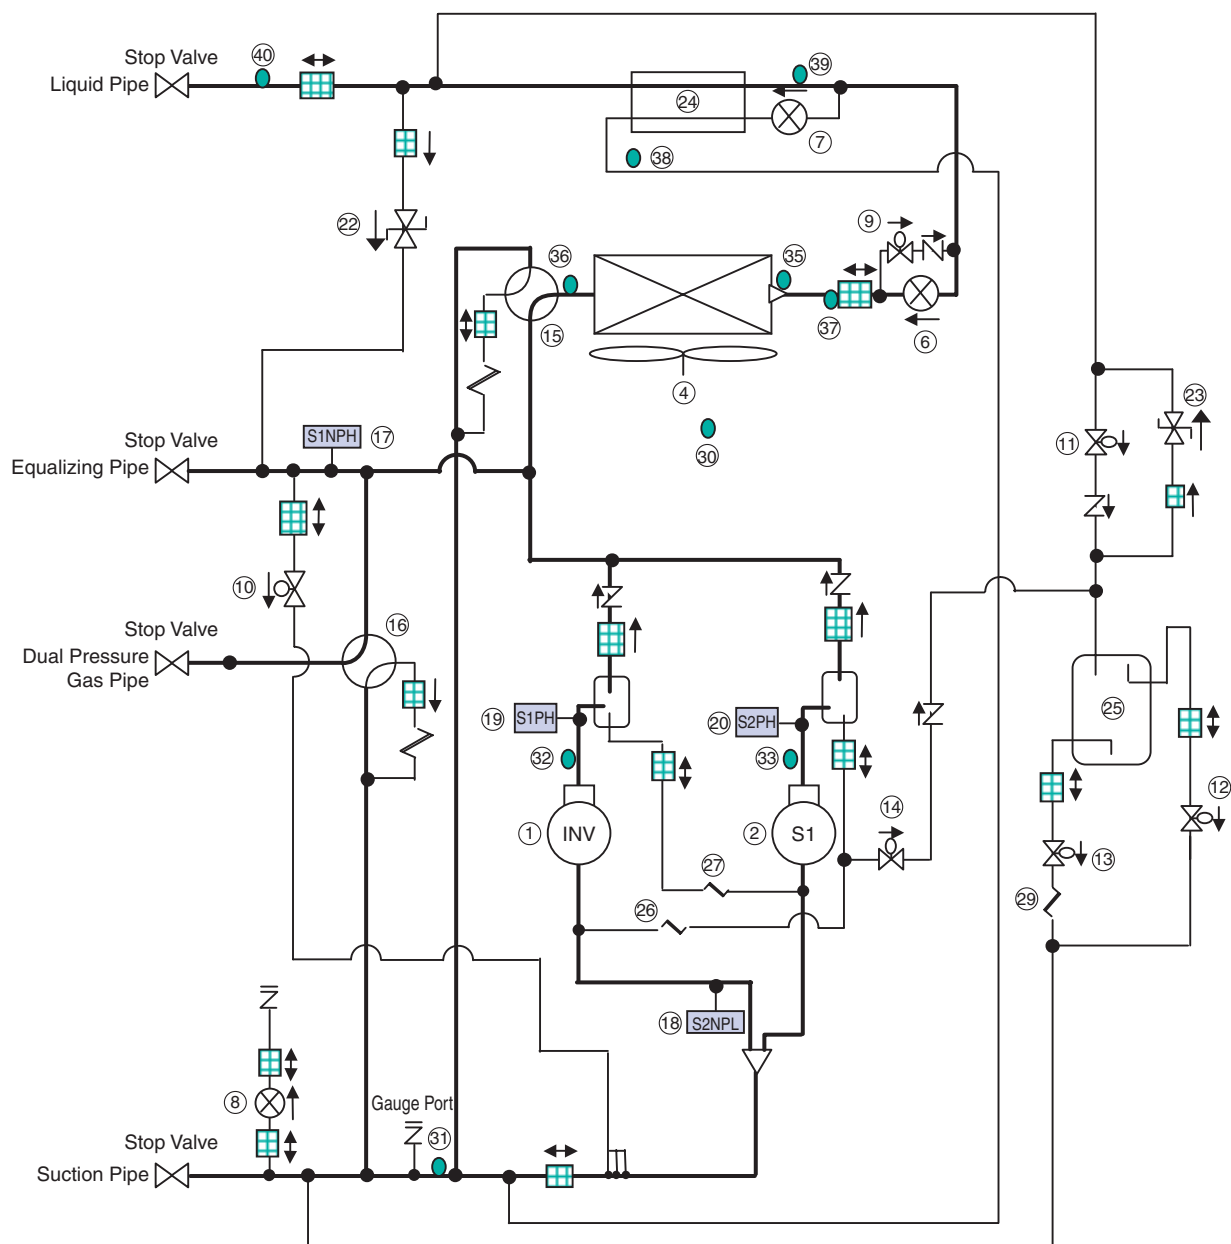 Stop Valve
Liquid Pipe
40
39
24
7
38
22
9
36
35
37
6
15
4
30
23
11
Stop Valve
Equalizing Pipe
S1NPH
17
10
Stop Valve
Dual Pressure
Gas Pipe
16
25
19
S1PH
20
S2PH
32
33
12
1
INV
2
S1
14
13
27
26
29
18
S2NPL
8
Gauge Port
31
Stop Valve
Suction Pipe